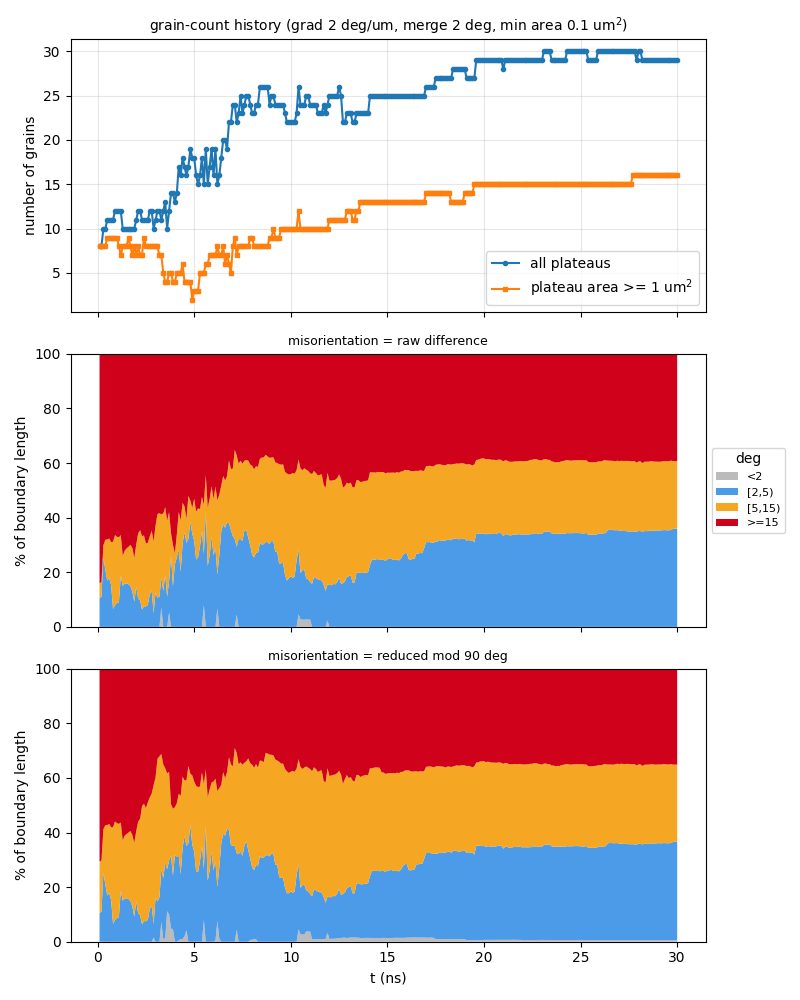 grain-count history (grad 2 deg/um, merge 2 deg, min area 0.1 um²)
number of grains
30
25
20
15
10
5
all plateaus
plateau area >= 1 um²
misorientation = raw difference
% of boundary length
100
80
60
40
20
0
deg
<2
[2,5)
[5,15)
>=15
misorientation = reduced mod 90 deg
% of boundary length
100
80
60
40
20
0
0 5 10 15 20 25 30
t (ns)